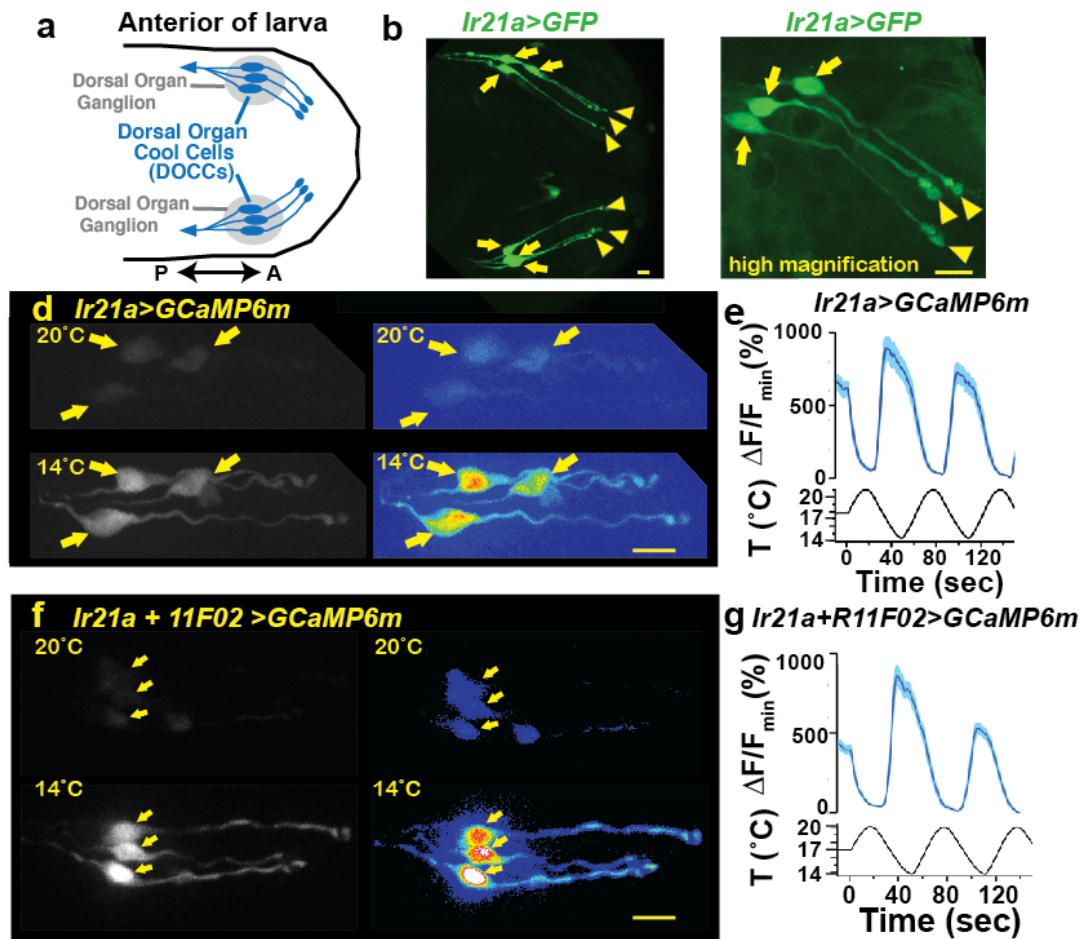 a
Anterior of larva
Dorsal Organ
Ganglion
Dorsal Organ
Cool Cells
(DOCCs)
Dorsal Organ
Ganglion
P
A
b
Ir21a>GFP
Ir21a>GFP
high magnification
d
Ir21a>GCaMP6m
20˚C
14˚C
e
Ir21a>GCaMP6m
1000
500
0
ΔF/Fmin(%)
20
17
14
T (˚C)
0 40 80 120
Time (sec)
f
Ir21a + 11F02 >GCaMP6m
20˚C
14˚C
14˚C
g
Ir21a+R11F02>GCaMP6m
1000
500
0
ΔF/Fmin(%)
20
17
14
T (˚C)
0 40 80 120
Time (sec)